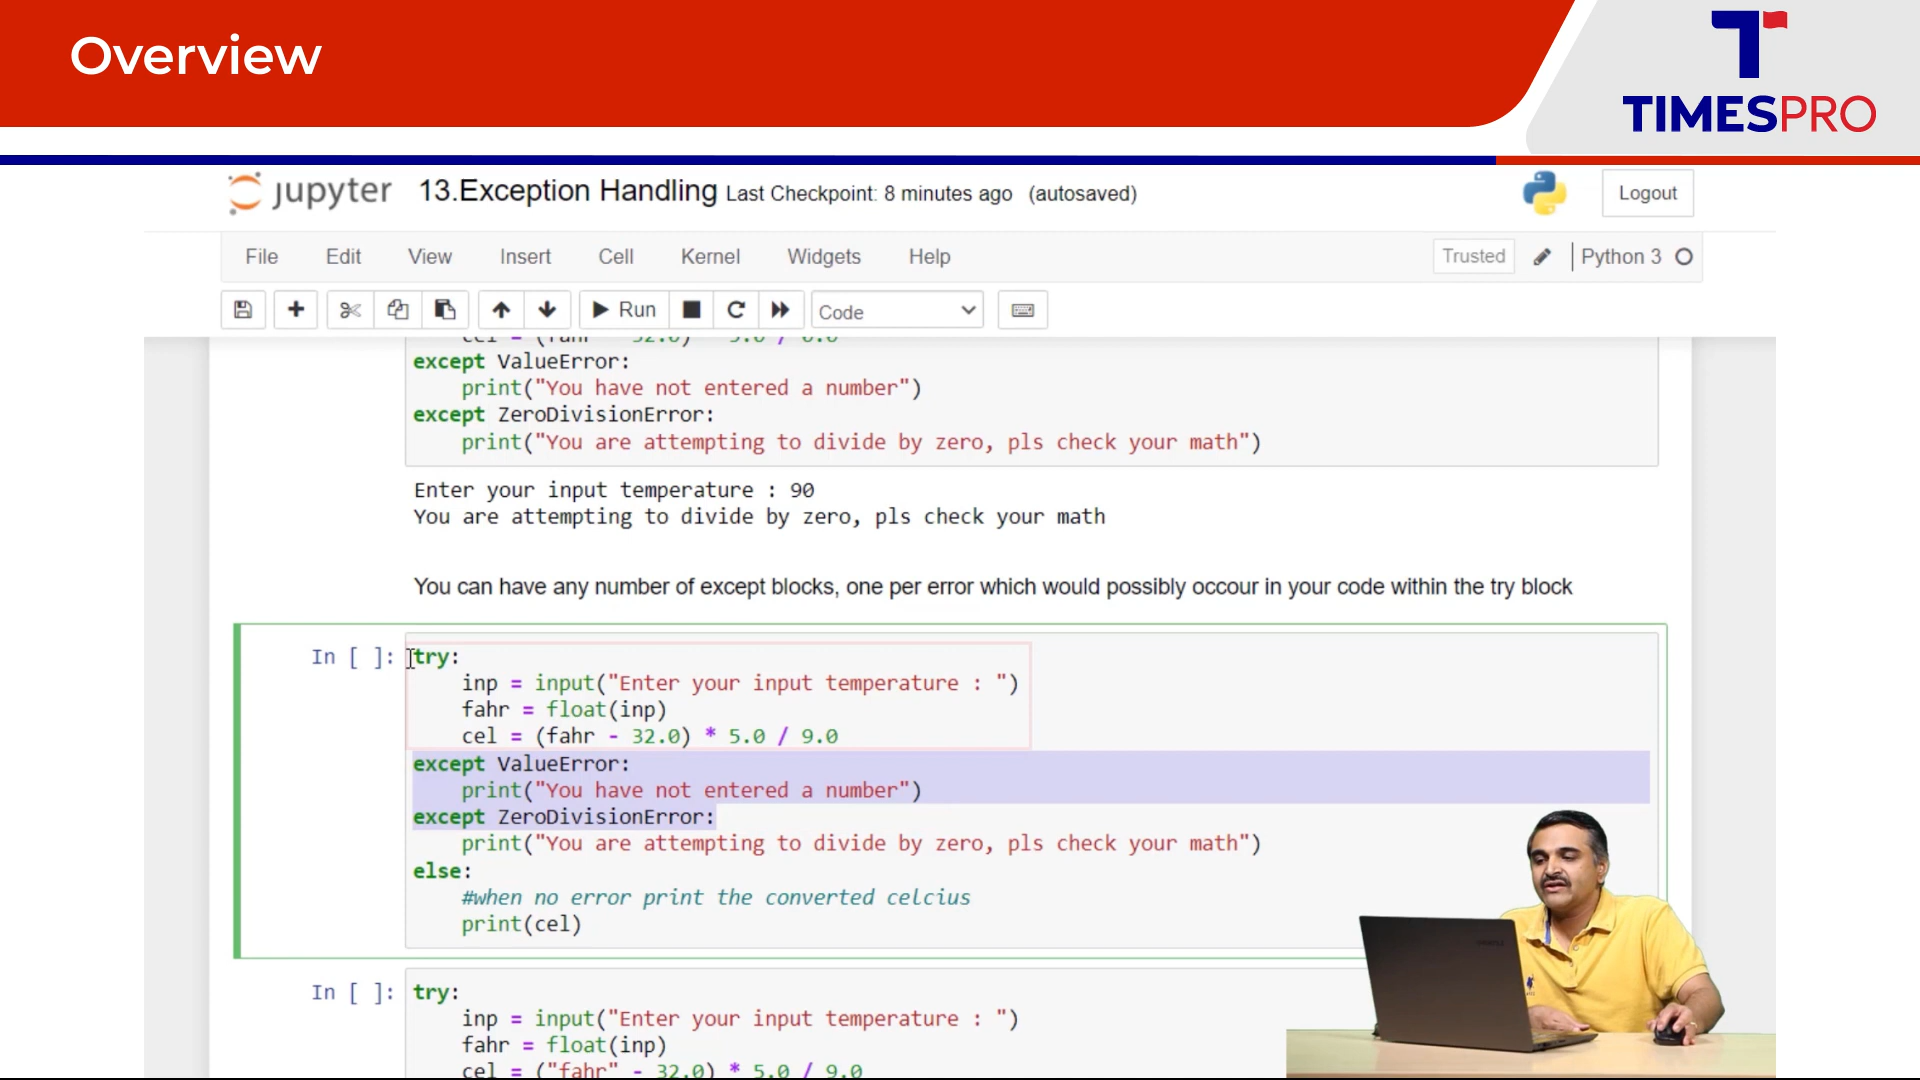 Overview
TIMESPRO
jupyter 13.Exception Handling Last Checkpoint: 8 minutes ago (autosaved) Logout
File Edit View Insert Cell Kernel Widgets Help Trusted Python 3
Run Code
cel = (fahr - 32.0) * 5.0 / 0.0
except ValueError:
print("You have not entered a number")
except ZeroDivisionError:
print("You are attempting to divide by zero, pls check your math")
Enter your input temperature : 90
You are attempting to divide by zero, pls check your math
You can have any number of except blocks, one per error which would possibly occour in your code within the try block
In [ ]: try:
inp = input("Enter your input temperature : ")
fahr = float(inp)
cel = (fahr - 32.0) * 5.0 / 9.0
except ValueError:
print("You have not entered a number")
except ZeroDivisionError:
print("You are attempting to divide by zero, pls check your math")
else:
#when no error print the converted celcius
print(cel)
In [ ]: try:
inp = input("Enter your input temperature : ")
fahr = float(inp)
cel = ("fahr" - 32.0) * 5.0 / 9.0